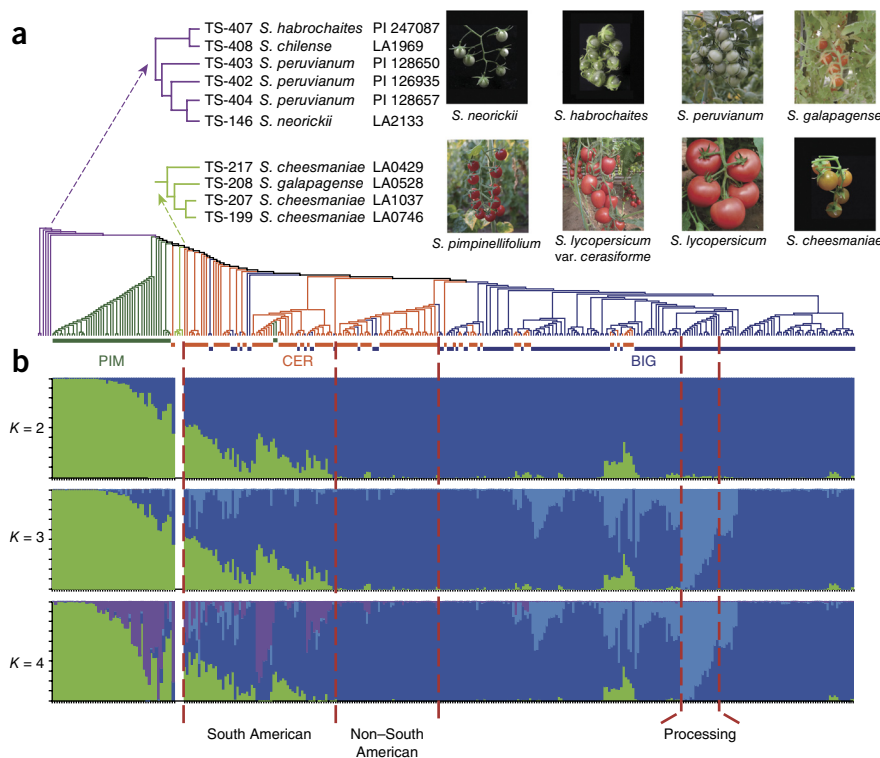 a
TS-407 S. habrochaites PI 247087
TS-408 S. chilense LA1969
TS-403 S. peruvianum PI 128650
TS-402 S. peruvianum PI 126935
TS-404 S. peruvianum PI 128657
TS-146 S. neorickii LA2133
TS-217 S. cheesmaniae LA0429
TS-208 S. galapagense LA0528
TS-207 S. cheesmaniae LA1037
TS-199 S. cheesmaniae LA0746
S. neorickii
S. habrochaites
S. peruvianum
S. galapagense
S. pimpinellifolium
S. lycopersicum
var. cerasiforme
S. lycopersicum
S. cheesmaniae
b
PIM
CER
BIG
K = 2
K = 3
K = 4
South American
Non–South
American
Processing